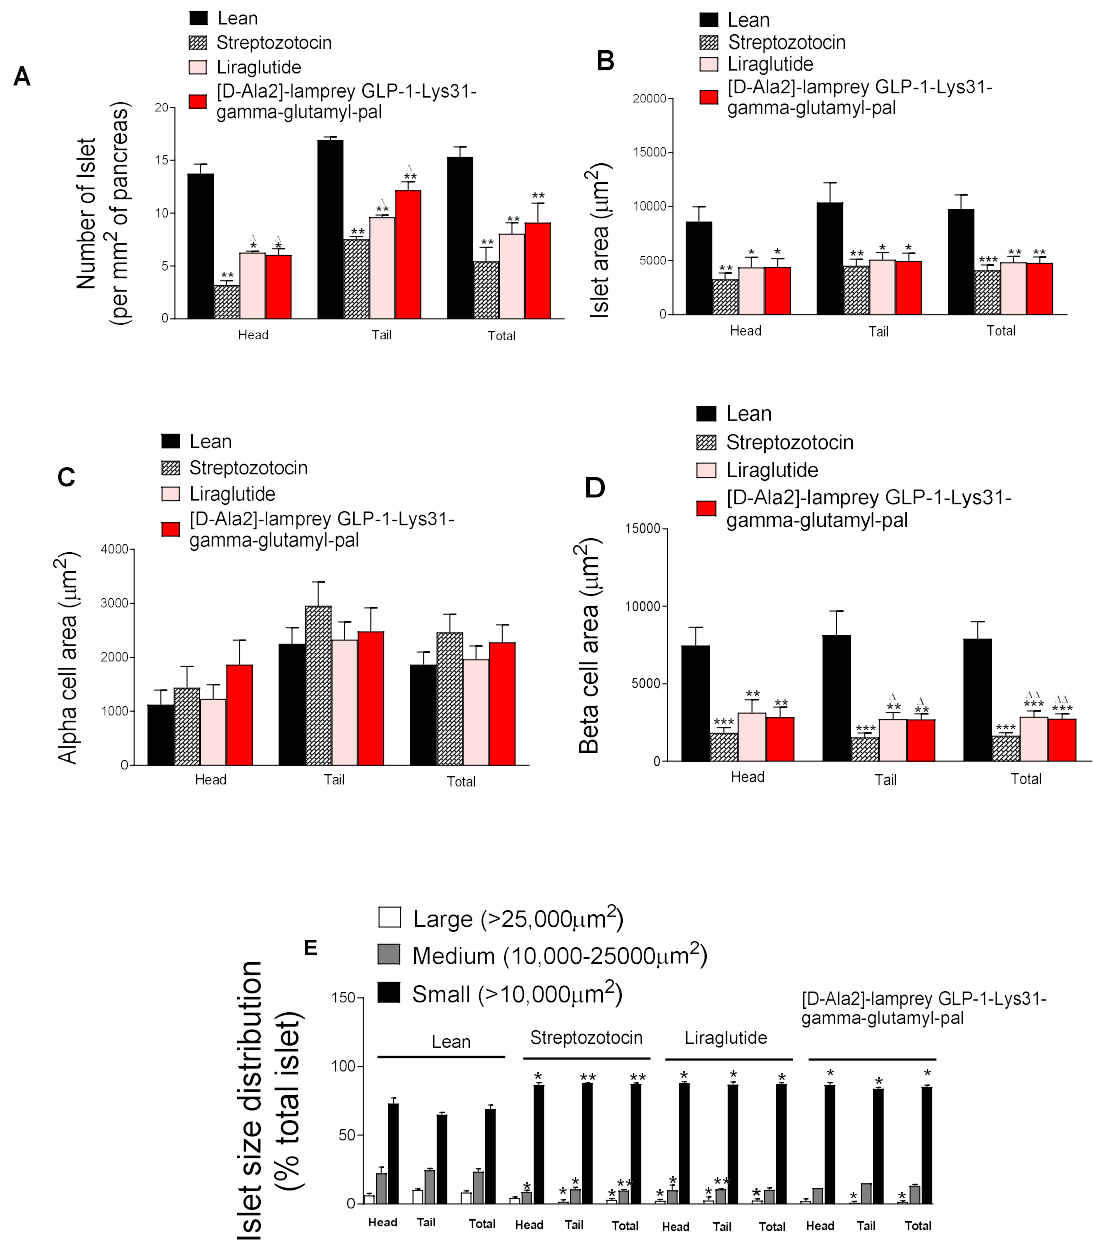 A
Lean
Streptozotocin
Liraglutide
[D-Ala2]-lamprey GLP-1-Lys31-
gamma-glutamyl-pal
Number of Islet
(per mm2 of pancreas)
20
15
10
5
0
** * Δ * Δ
** ** Δ ** Δ
** ** **
Head Tail Total
B
Lean
Streptozotocin
Liraglutide
[D-Ala2]-lamprey GLP-1-Lys31-
gamma-glutamyl-pal
Islet area (μm2)
20000
15000
10000
5000
0
** * *
** * *
*** ** **
Head Tail Total
C
Lean
Streptozotocin
Liraglutide
[D-Ala2]-lamprey GLP-1-Lys31-
gamma-glutamyl-pal
Alpha cell area (μm2)
4000
3000
2000
1000
0
Head Tail Total
D
Lean
Streptozotocin
Liraglutide
[D-Ala2]-lamprey GLP-1-Lys31-
gamma-glutamyl-pal
Beta cell area (μm2)
15000
10000
5000
0
*** ** **
*** ** Δ ** Δ
*** *** ΔΔ *** ΔΔ
Head Tail Total
E
Large (>25,000μm2)
Medium (10,000-25000μm2)
Small (>10,000μm2)
Islet size distribution
(% total islet)
150
100
50
0
Lean
Streptozotocin
Liraglutide
[D-Ala2]-lamprey GLP-1-Lys31-
gamma-glutamyl-pal
* ** ** * * * * * *
* * * * ** * * * ** * * *
Head Tail Total Head Tail Total Head Tail Total Head Tail Total